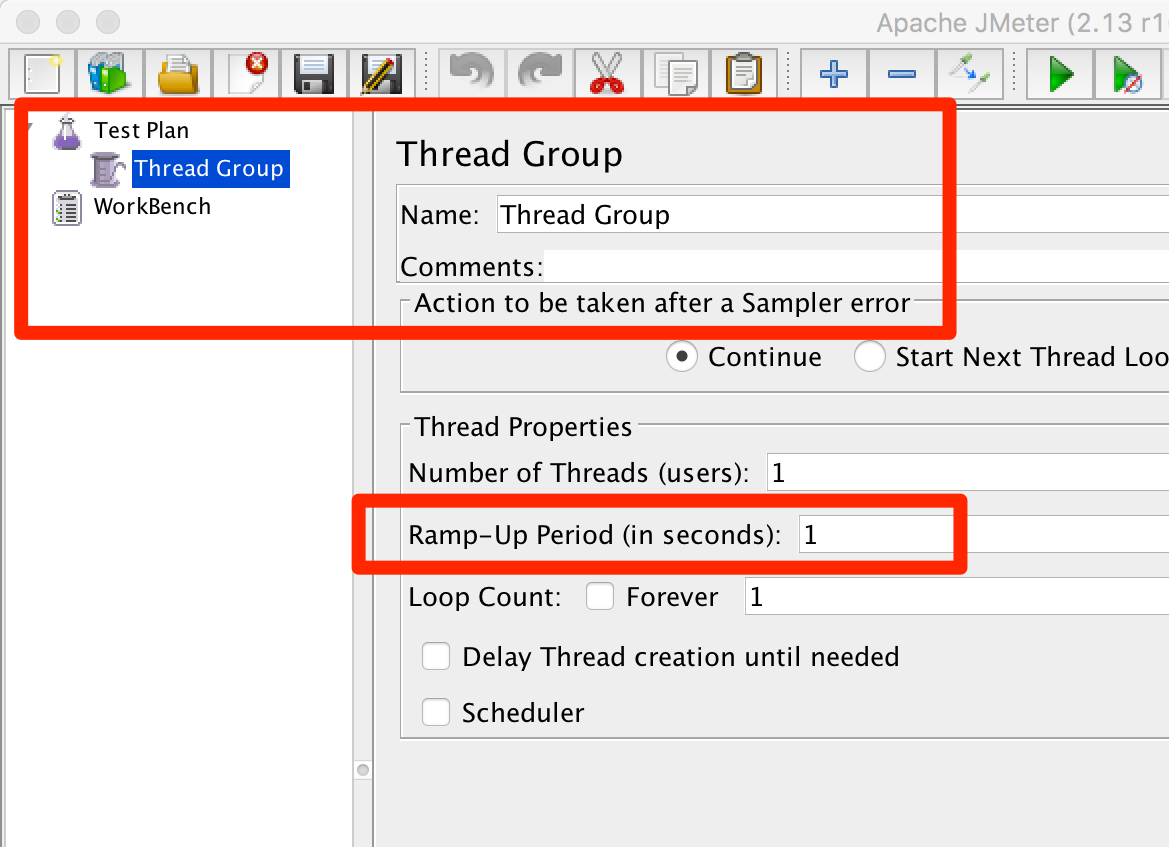 Apache JMeter (2.13 r1
Test Plan
Thread Group
WorkBench
Thread Group
Name: Thread Group
Comments:
Action to be taken after a Sampler error
Continue Start Next Thread Loo
Thread Properties
Number of Threads (users): 1
Ramp-Up Period (in seconds): 1
Loop Count: Forever 1
Delay Thread creation until needed
Scheduler